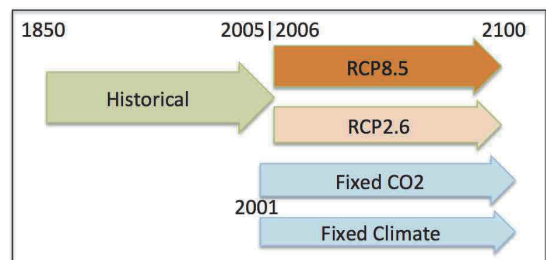 1850 2005|2006 2100
RCP8.5
Historical
RCP2.6
Fixed CO2
2001
Fixed Climate